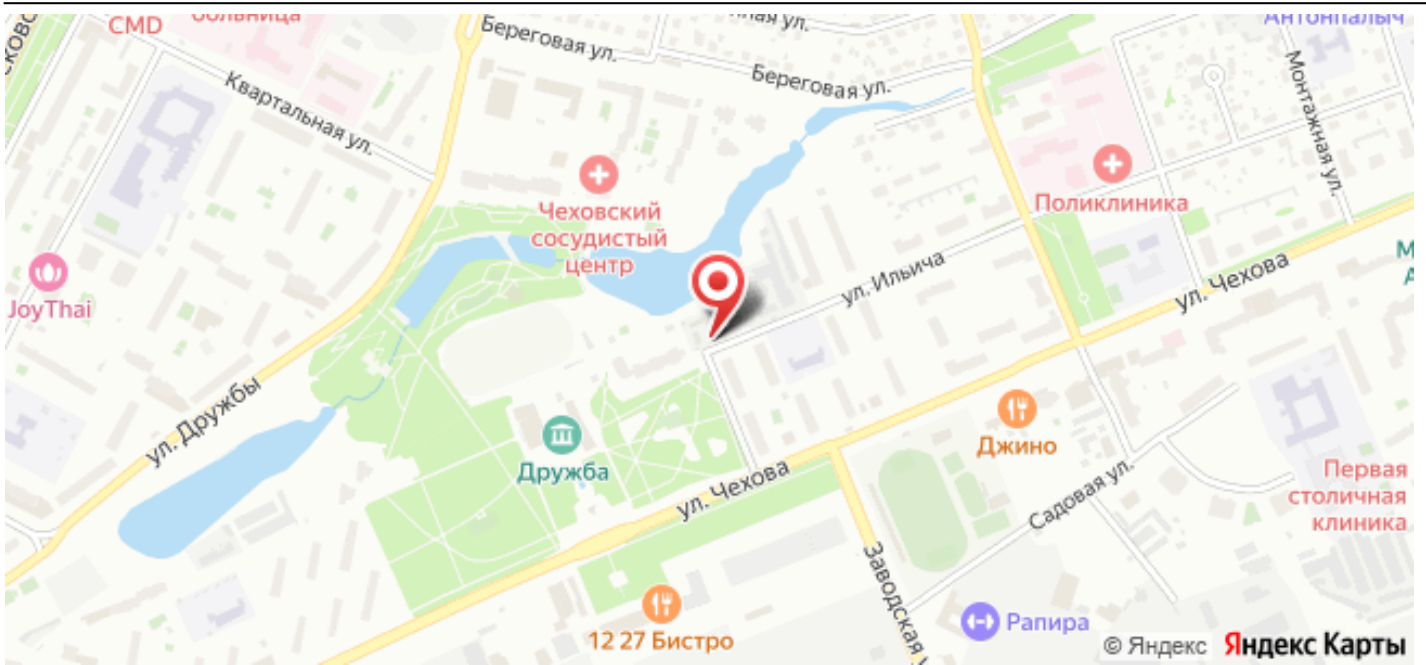 больница
CMD
Береговая ул.
Береговая ул.
Антонпалыч
Квартальная ул.
Монтажная ул.
Чеховский
сосудистый
центр
Поликлиника
JoyThai
ул. Ильича
ул. Чехова
М
А
ул. Дружбы
Дружба
ул. Чехова
Джино
Садовая ул.
Первая
столичная
клиника
Заводская у
12 27 Бистро
Рапира
© Яндекс Яндекс Карты